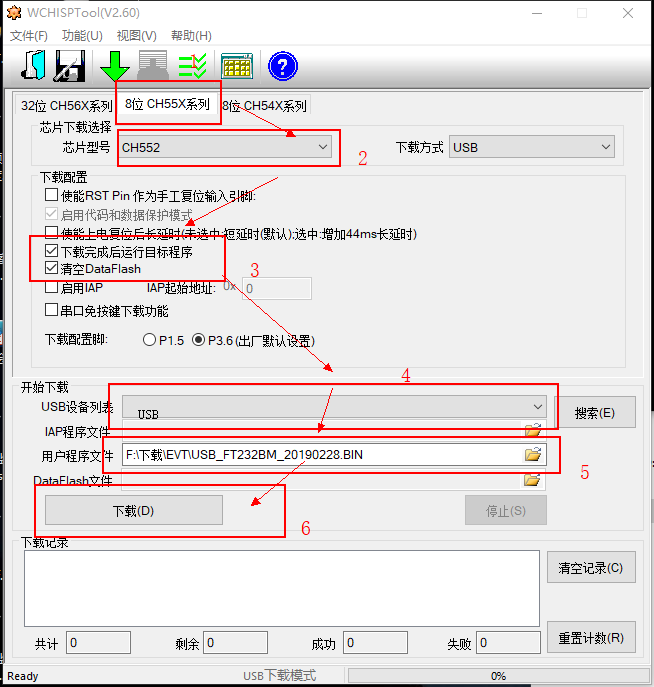 WCHISPTool(V2.60)
文件(F) 功能(U) 视图(V) 帮助(H)
1
32位 CH56X系列 8位 CH55X系列 8位 CH54X系列
芯片下载选择
芯片型号 CH552 2 下载方式 USB
下载配置
使能RST Pin 作为手工复位输入引脚:
启用代码和数据保护模式
使能上电复位后长延时(未选中:短延时(默认);选中:增加44ms长延时)
下载完成后运行目标程序
清空DataFlash 3
启用IAP IAP起始地址: 0x 0
串口免按键下载功能
下载配置脚: P1.5 P3.6 (出厂默认设置)
4
开始下载
USB设备列表 USB 搜索(E)
IAP程序文件
用户程序文件 F:\下载\EVT\USB_FT232BM_20190228.BIN
5
DataFlash文件
下载(D) 6 停止(S)
下载记录
清空记录(C)
共计 0 剩余 0 成功 0 失败 0 重置计数(R)
Ready USB下载模式 0%